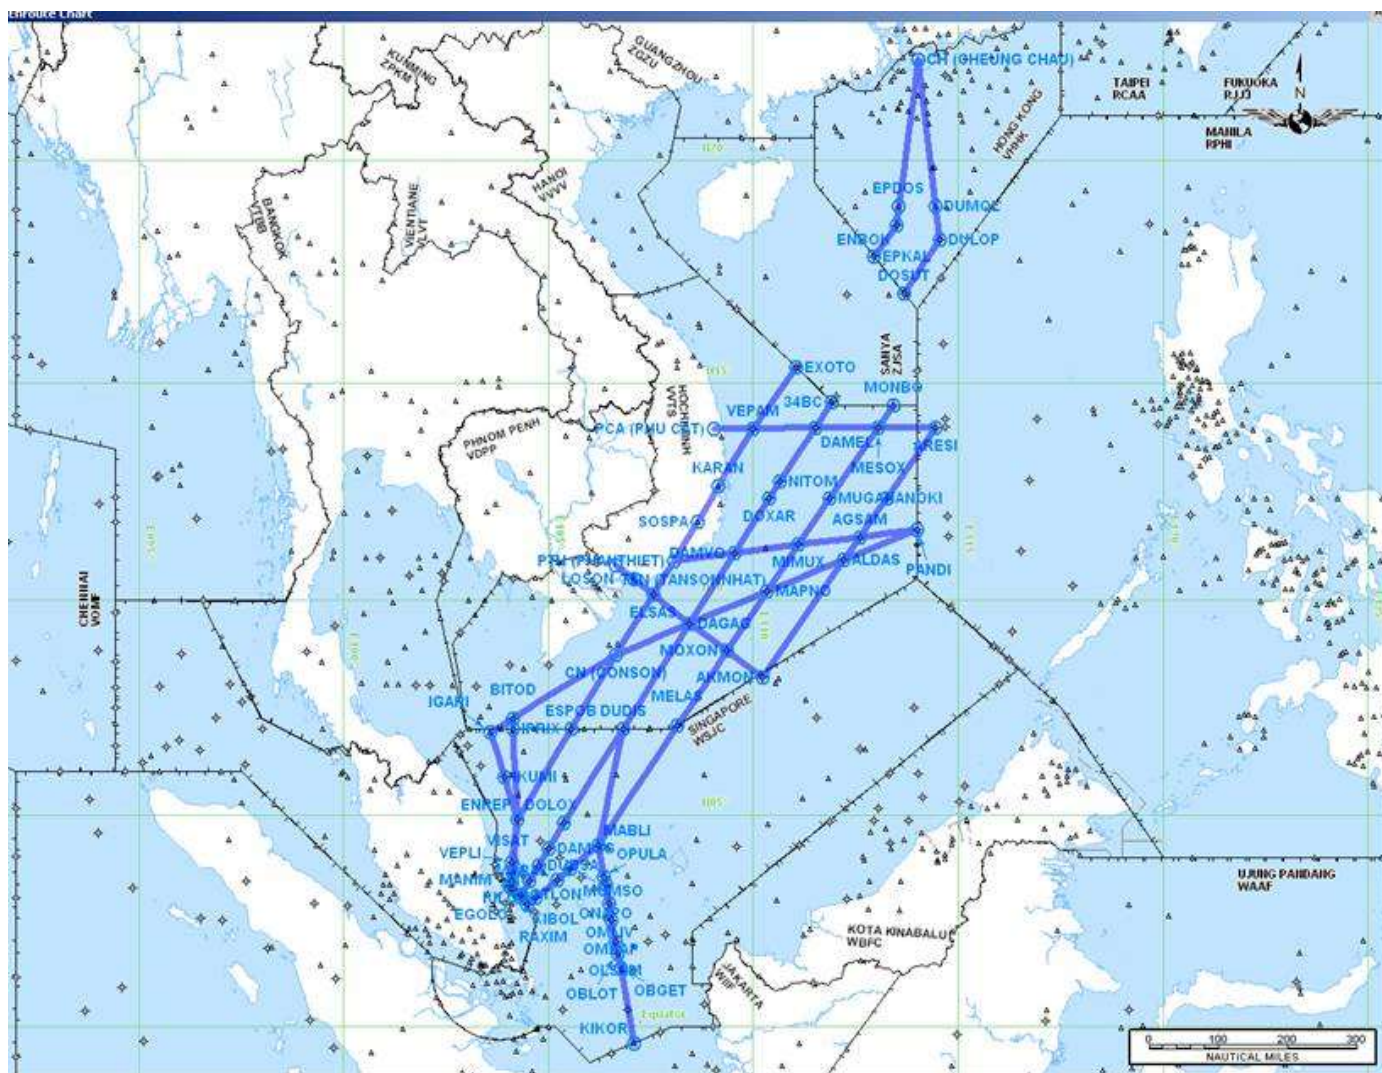 Enroute Chart
KUNMING
ZPKM
GUANGZHOU
ZGZU
CH (CHEUNG CHAU)
TAIPEI
RCAA
FUKUOKA
RJJJ
N
HONG KONG
VHHK
MANILA
RPHI
HANOI
VVVV
VIENTIANE
VLVT
BANGKOK
VTBB
EPDOS
DUMOL
ENBOK
DULOP
EPKAL
DOSUT
SANYA
ZJSA
EXOTO
MONBO
34BC
VEPAM
HOCHIMINH
VVTS
PHNOM PENH
VDPP
PCA (PHU CAT)
DAMEL
ARESI
MESOX
KARAN
NITOM
MUGAN
ANOKI
DOXAR
SOSPA
AGSAM
DAMVO
PTH (PHANTHIET)
MIMUX
ALDAS
PANDI
LOSON
TSN (TANSONNHAT)
MAPNO
CHENNAI
VOMF
ELSAS
DAGAG
MOXON
CN (CONSON)
AKMON
BITOD
MELAS
IGARI
ESPOB
DUDIS
SINGAPORE
WSJC
IPRIX
IKUMI
ENREP
DOLOX
MABLI
VISAT
OPULA
VEPLI
MANIM
EGOLO
KIBOL
RAXIM
OBLOT
OBGET
KIKOR
Equator
KOTA KINABALU
WBFC
JAKARTA
WIIF
UJUNG PANDANG
WAAF
0 100 200 300
NAUTICAL MILES